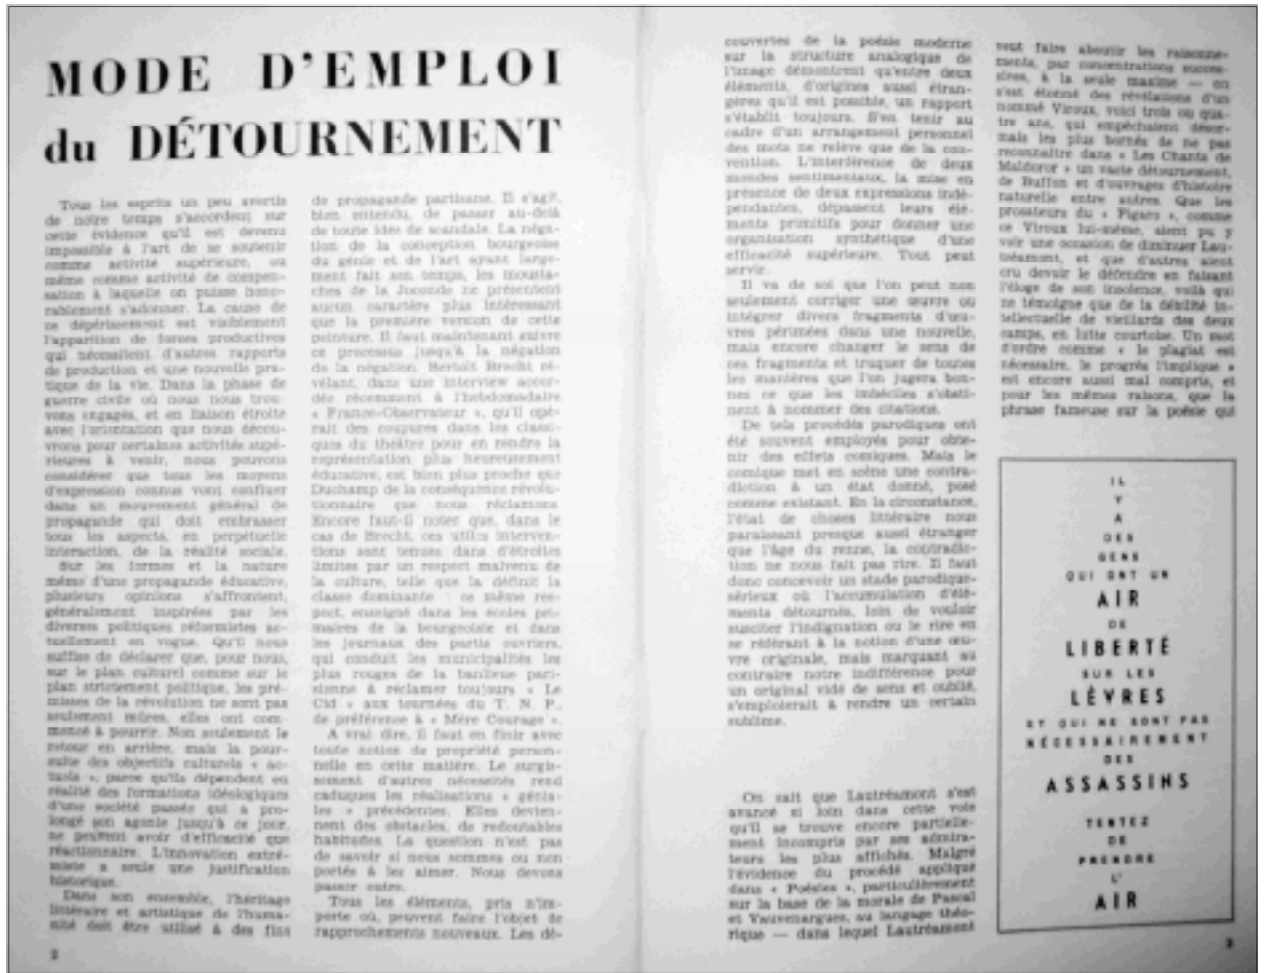 MODE D'EMPLOI
du DÉTOURNEMENT
Tous les esprits un peu avertis
de notre temps s'accordent sur
cette évidence qu'il est devenu
impossible à l'art de se soutenir
comme activité supérieure, ou
même comme activité de compen-
sation à laquelle on puisse hono-
rablement s'adonner. La cause de
ce dépérissement est visiblement
l'apparition de forces productives
qui nécessitent d'autres rapports
de production et une nouvelle pra-
tique de la vie. Dans la phase de
guerre civile où nous nous trou-
vons engagés, et en liaison étroite
avec l'orientation que nous décou-
vrons pour certaines activités supé-
rieures à venir, nous pouvons
considérer que tous les moyens
d'expression connus vont confluer
dans un mouvement général de
propagande qui doit embrasser
tous les aspects, en perpétuelle
interaction, de la réalité sociale.
Sur les formes et la nature
même d'une propagande éducative,
plusieurs opinions s'affrontent,
généralement inspirées par les
diverses politiques réformistes ac-
tuellement en vogue. Qu'il nous
suffise de déclarer que, pour nous,
sur le plan culturel comme sur le
plan strictement politique, les pré-
misses de la révolution ne sont pas
seulement mûres, elles ont com-
mencé à pourrir. Non seulement le
retour en arrière, mais la pour-
suite des objectifs culturels « ac-
tuels », parce qu'ils dépendent en
réalité des formations idéologiques
d'une société passée qui a pro-
longé son agonie jusqu'à ce jour,
ne peuvent avoir d'efficacité que
réactionnaire. L'innovation extré-
miste a seule une justification
historique.
Dans son ensemble, l'héritage
littéraire et artistique de l'huma-
nité doit être utilisé à des fins
2
de propagande partisane. Il s'agit,
bien entendu, de passer au-delà
de toute idée de scandale. La néga-
tion de la conception bourgeoise
du génie et de l'art ayant large-
ment fait son temps, les mousta-
ches de la Joconde ne présentent
aucun caractère plus intéressant
que la première version de cette
peinture. Il faut maintenant suivre
ce processus jusqu'à la négation
de la négation. Bertolt Brecht ré-
vélant, dans une interview accor-
dée récemment à l'hebdomadaire
« France-Observateur », qu'il opé-
rait des coupures dans les classi-
ques du théâtre pour en rendre la
représentation plus heureusement
éducative, est bien plus proche que
Duchamp de la conséquence révolu-
tionnaire que nous réclamons.
Encore faut-il noter que, dans le
cas de Brecht, ces utiles interven-
tions sont tenues dans d'étroites
limites par un respect malvenu de
la culture, telle que la définit la
classe dominante : ce même res-
pect, enseigné dans les écoles pri-
maires de la bourgeoisie et dans
les journaux des partis ouvriers,
qui conduit les municipalités les
plus rouges de la banlieue pari-
sienne à réclamer toujours « Le
Cid » aux tournées du T. N. P.,
de préférence à « Mère Courage ».
A vrai dire, il faut en finir avec
toute notion de propriété person-
nelle en cette matière. Le surgis-
sement d'autres nécessités rend
caduques les réalisations « génia-
les » précédentes. Elles devien-
nent des obstacles, de redoutables
habitudes. La question n'est pas
de savoir si nous sommes ou non
portés à les aimer. Nous devons
passer outre.
Tous les éléments, pris n'im-
porte où, peuvent faire l'objet de
rapprochements nouveaux. Les dé-
couvertes de la poésie moderne
sur la structure analogique de
l'image démontrent qu'entre deux
éléments, d'origines aussi étran-
gères qu'il est possible, un rapport
s'établit toujours. S'en tenir au
cadre d'un arrangement personnel
des mots ne relève que de la con-
vention. L'interférence de deux
mondes sentimentaux, la mise en
présence de deux expressions indé-
pendantes, dépassent leurs élé-
ments primitifs pour donner une
organisation synthétique d'une
efficacité supérieure. Tout peut
servir.
Il va de soi que l'on peut non
seulement corriger une œuvre ou
intégrer divers fragments d'œu-
vres périmées dans une nouvelle,
mais encore changer le sens de
ces fragments et truquer de toutes
les manières que l'on jugera bon-
nes ce que les imbéciles s'obsti-
nent à nommer des citations.
De tels procédés parodiques ont
été souvent employés pour obte-
nir des effets comiques. Mais le
comique met en scène une contra-
diction à un état donné, posé
comme existant. En la circonstance,
l'état de choses littéraire nous
paraissant presque aussi étranger
que l'âge du renne, la contradic-
tion ne nous fait pas rire. Il faut
donc concevoir un stade parodique-
sérieux où l'accumulation d'élé-
ments détournés, loin de vouloir
susciter l'indignation ou le rire en
se référant à la notion d'une œu-
vre originale, mais marquant au
contraire notre indifférence pour
un original vidé de sens et oublié,
s'emploierait à rendre un certain
sublime.
On sait que Lautréamont s'est
avancé si loin dans cette voie
qu'il se trouve encore partielle-
ment incompris par ses admira-
teurs les plus affichés. Malgré
l'évidence du procédé appliqué
dans « Poésies », particulièrement
sur la base de la morale de Pascal
et Vauvenargues, au langage théo-
rique — dans lequel Lautréamont
veut faire aboutir les raisonne-
ments, par concentrations succes-
sives, à la seule maxime — on
s'est étonné des révélations d'un
nommé Viroux, voici trois ou qua-
tre ans, qui empêchaient désor-
mais les plus bornés de ne pas
reconnaître dans « Les Chants de
Maldoror » un vaste détournement,
de Buffon et d'ouvrages d'histoire
naturelle entre autres. Que les
prosateurs du « Figaro », comme
ce Viroux lui-même, aient pu y
voir une occasion de diminuer Lau-
tréamont, et que d'autres aient
cru devoir le défendre en faisant
l'éloge de son insolence, voilà qui
ne témoigne que de la débilité in-
tellectuelle de vieillards des deux
camps, en lutte courtoise. Un mot
d'ordre comme « le plagiat est
nécessaire, le progrès l'implique »
est encore aussi mal compris, et
pour les mêmes raisons, que la
phrase fameuse sur la poésie qui
IL
Y
A
DES
GENS
QUI ONT UN
AIR
DE
LIBERTÉ
SUR LES
LÈVRES
ET QUI NE SONT PAS
NÉCESSAIREMENT
DES
ASSASSINS
TENTEZ
DE
PRENDRE
L'
AIR
3